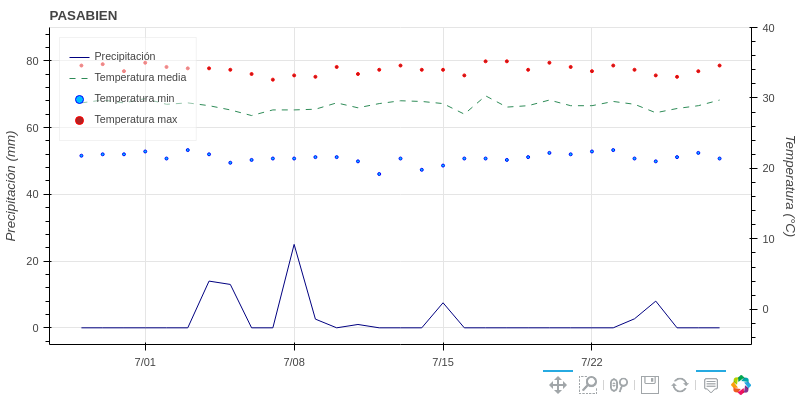 PASABIEN
Precipitación
Temperatura media
Temperatura min
Temperatura max
Precipitación (mm)
80
60
40
20
0
40
30
20
10
0
Temperatura (°C)
7/01
7/08
7/15
7/22